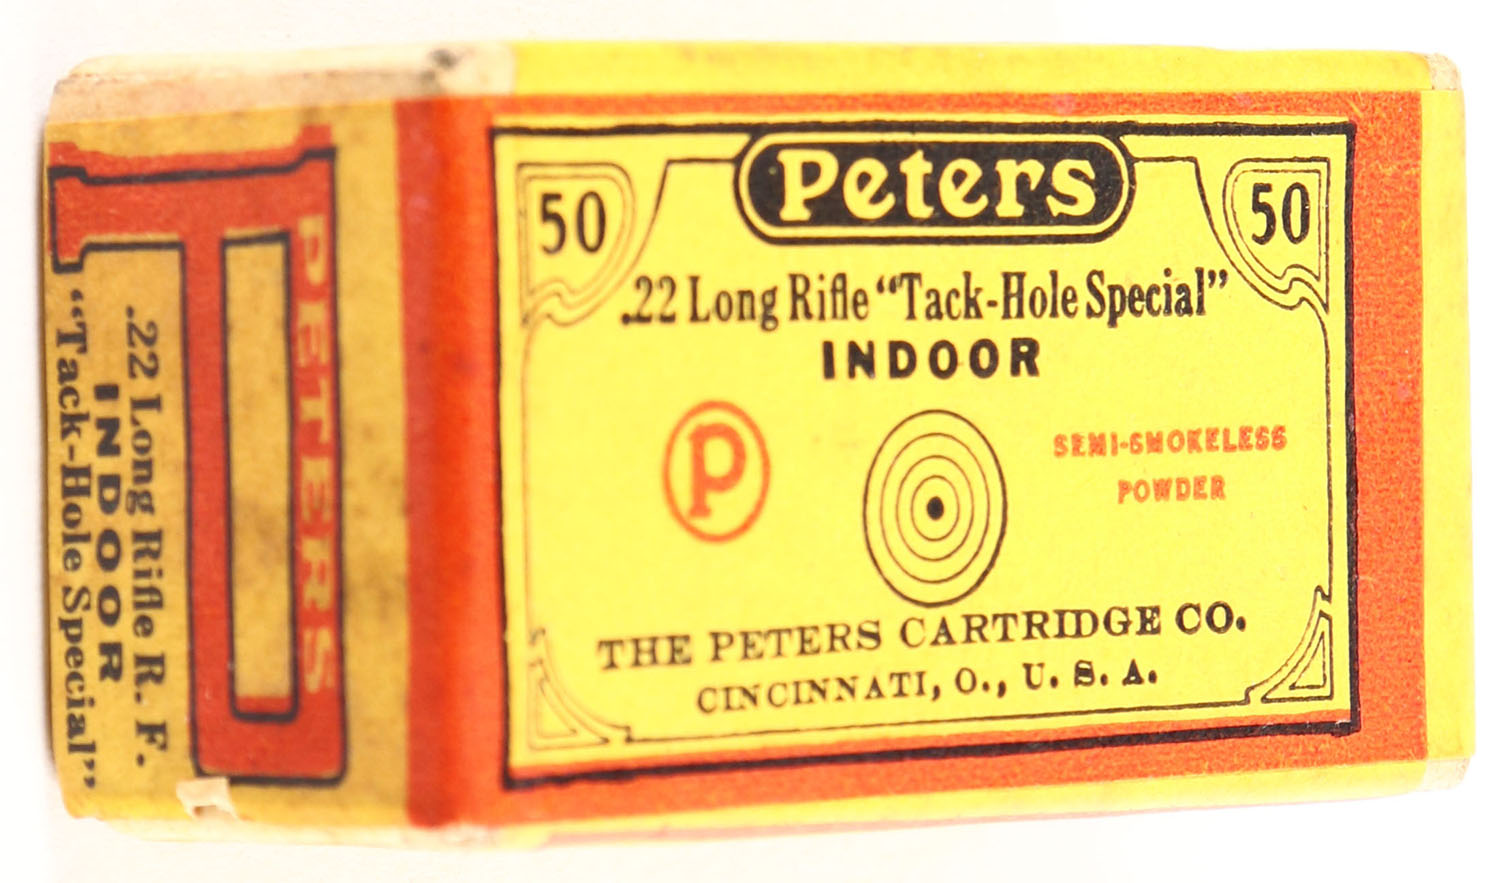 Peters
50
50
.22 Long Rifle “Tack-Hole Special”
INDOOR
P
SEMI-SMOKELESS
POWDER
THE PETERS CARTRIDGE CO.
CINCINNATI, O., U. S. A.
PETERS
.22 Long Rifle R. F.
INDOOR
“Tack-Hole Special”